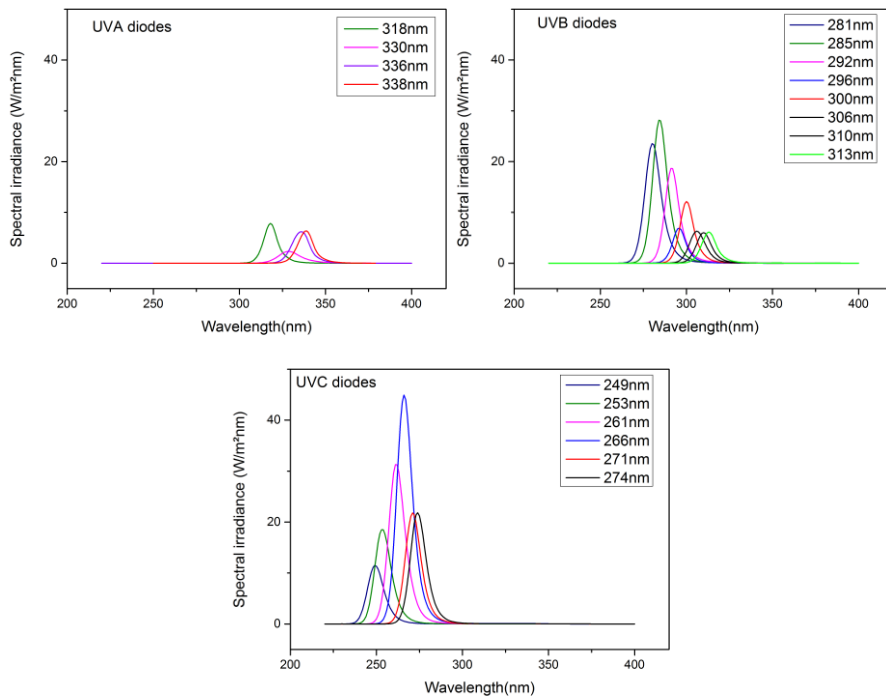 UVA diodes
318nm
330nm
336nm
338nm
40
20
0
200
250
300
350
400
Spectral irradiance (W/m²nm)
Wavelength(nm)
UVB diodes
281nm
285nm
292nm
296nm
300nm
306nm
310nm
313nm
40
20
0
200
250
300
350
400
Spectral irradiance (W/m²nm)
Wavelength(nm)
UVC diodes
249nm
253nm
261nm
266nm
271nm
274nm
40
20
0
200
250
300
350
400
Spectral irradiance (W/m²nm)
Wavelength(nm)